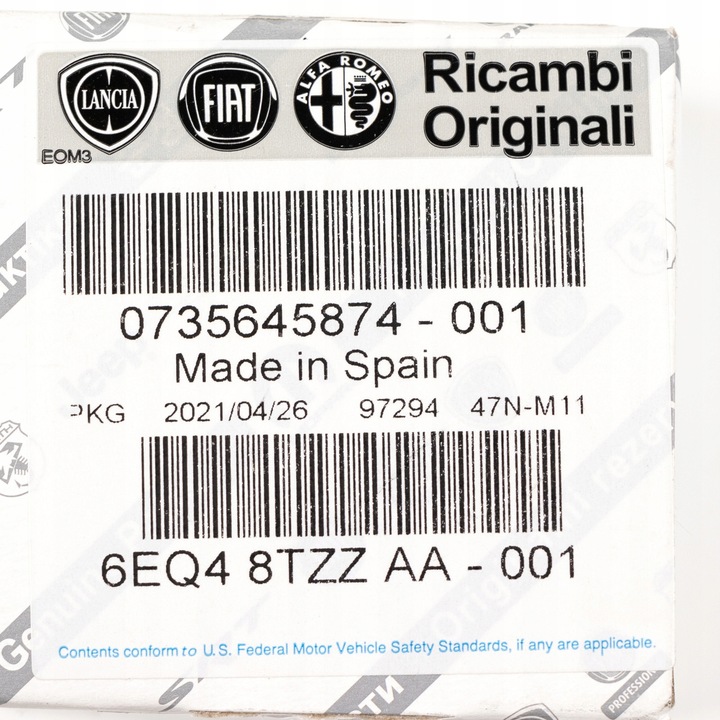 LANCIA FIAT ALFA ROMEO
Ricambi
Originali
EOM3
0735645874 - 001
Made in Spain
PKG 2021/04/26 97294 47N-M11
6EQ4 8TZZ AA - 001
Contents conform to U.S. Federal Motor Vehicle Safety Standards, if any are applicable.